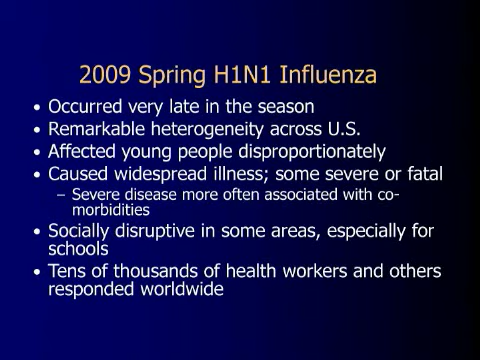 2009 Spring H1N1 Influenza
• Occurred very late in the season
• Remarkable heterogeneity across U.S.
• Affected young people disproportionately
• Caused widespread illness; some severe or fatal
– Severe disease more often associated with co-
morbidities
• Socially disruptive in some areas, especially for
schools
• Tens of thousands of health workers and others
responded worldwide